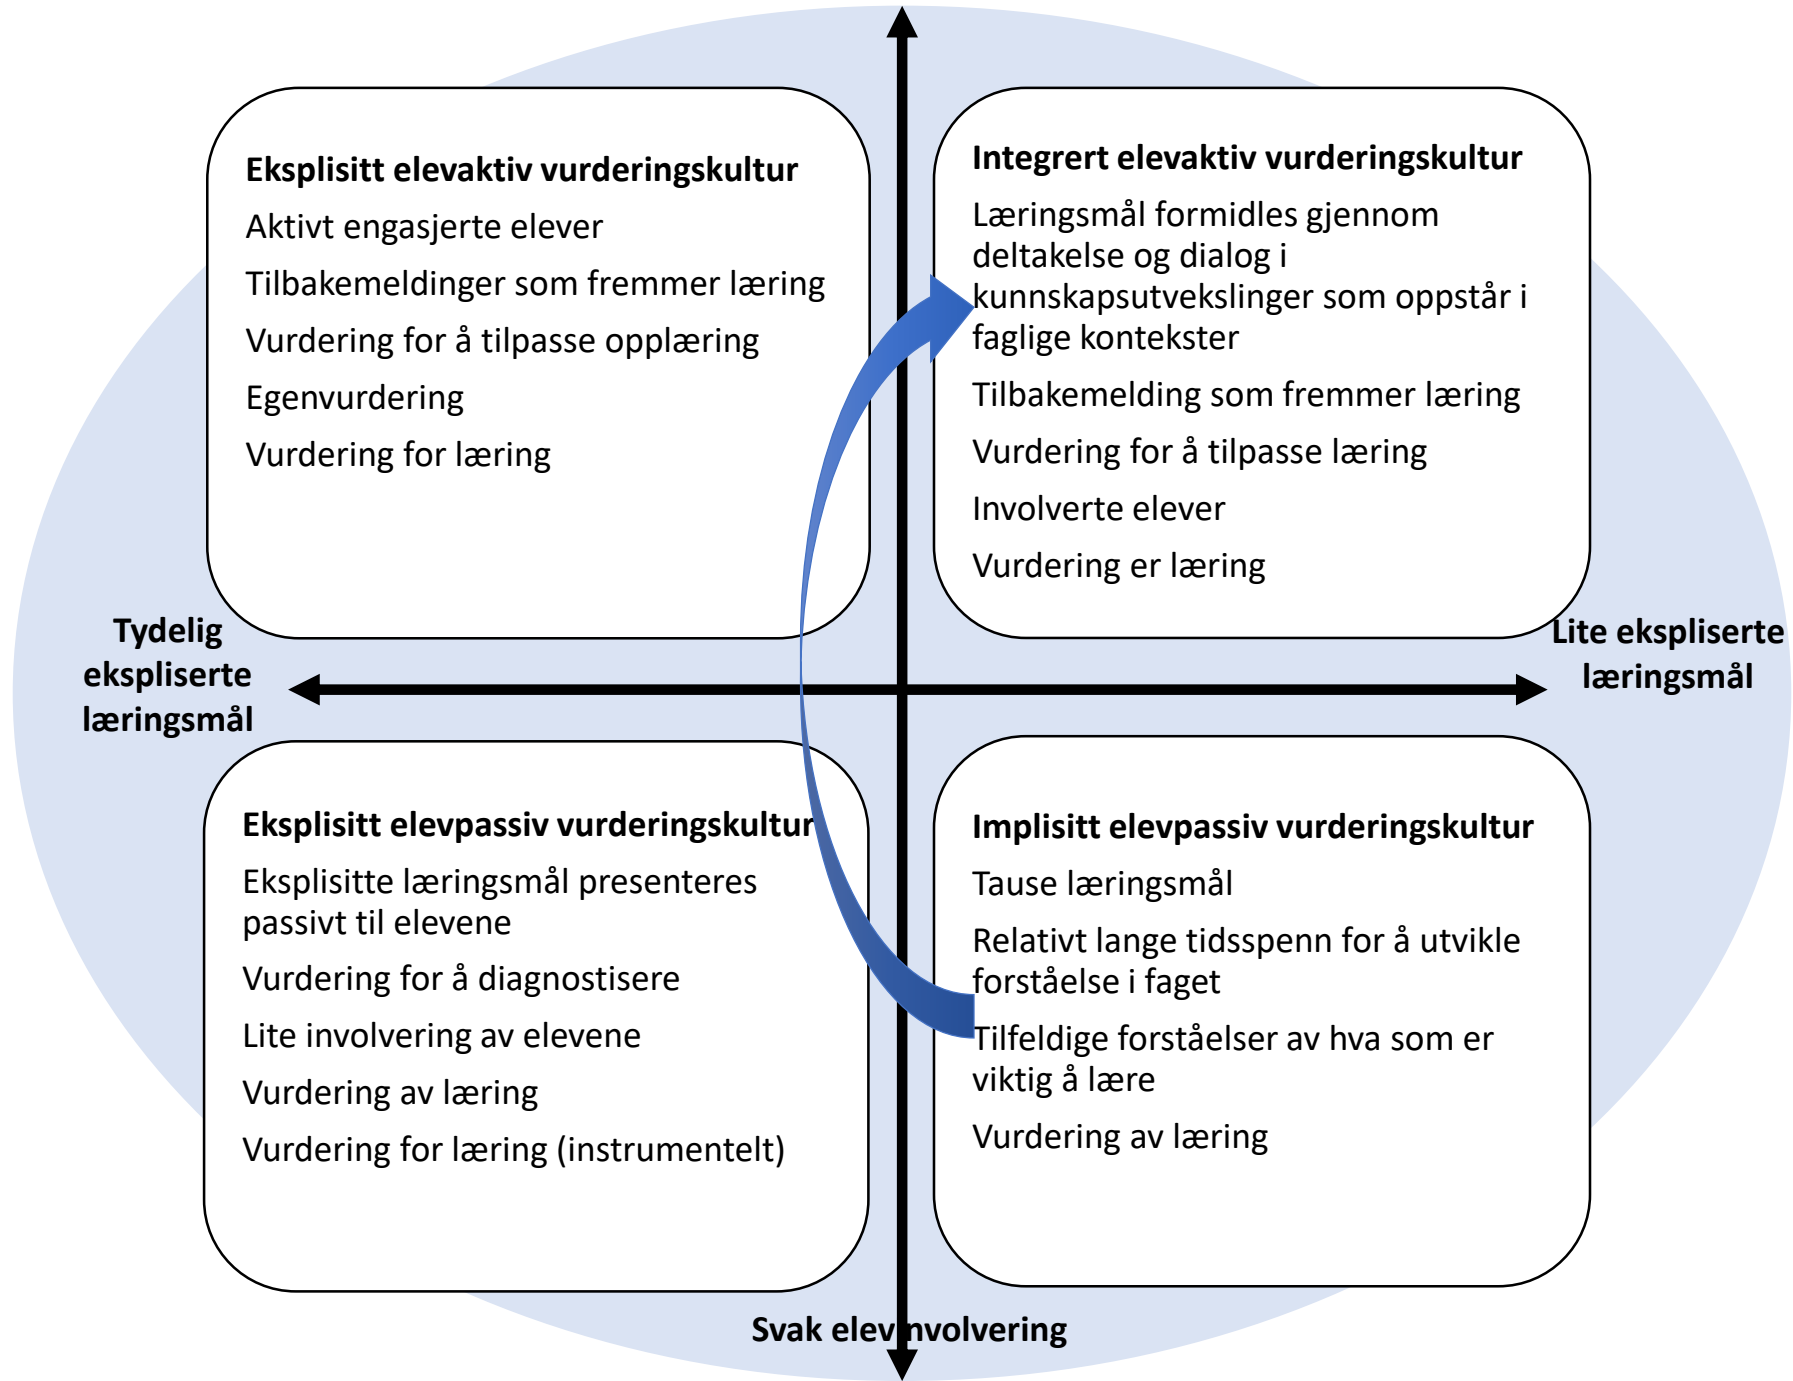 Eksplisitt elevaktiv vurderingskultur
Aktivt engasjerte elever
Tilbakemeldinger som fremmer læring
Vurdering for å tilpasse opplæring
Egenvurdering
Vurdering for læring
Integrert elevaktiv vurderingskultur
Læringsmål formidles gjennom
deltakelse og dialog i
kunnskapsutvekslinger som oppstår i
faglige kontekster
Tilbakemelding som fremmer læring
Vurdering for å tilpasse læring
Involverte elever
Vurdering er læring
Tydelig
ekspliserte
læringsmål
Lite ekspliserte
læringsmål
Eksplisitt elevpassiv vurderingskultur
Eksplisitte læringsmål presenteres
passivt til elevene
Vurdering for å diagnostisere
Lite involvering av elevene
Vurdering av læring
Vurdering for læring (instrumentelt)
Implisitt elevpassiv vurderingskultur
Tause læringsmål
Relativt lange tidsspenn for å utvikle
forståelse i faget
Tilfeldige forståelser av hva som er
viktig å lære
Vurdering av læring
Svak elevinvolvering